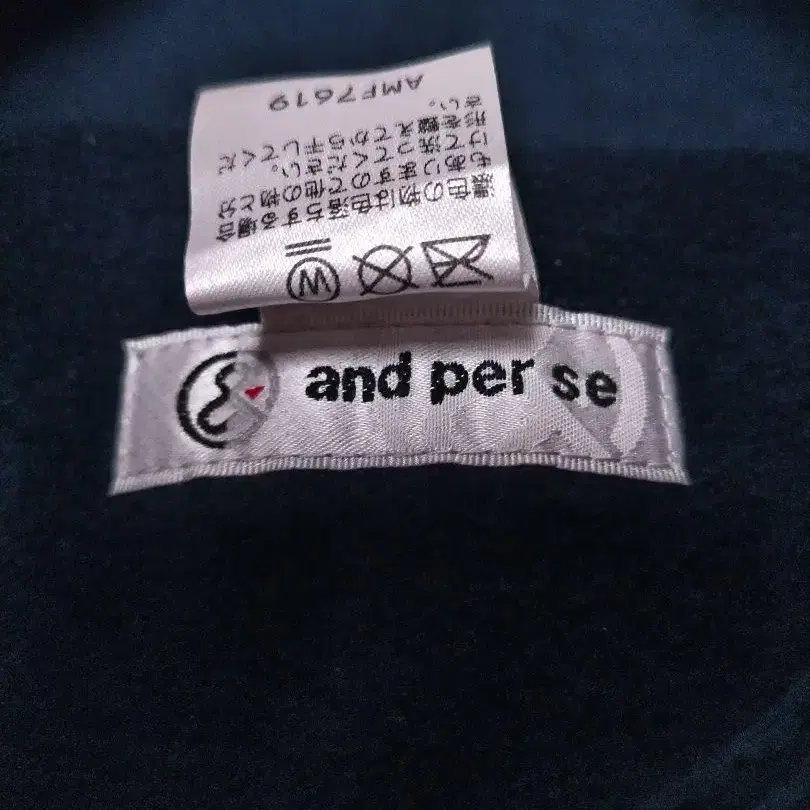 W
濃色の物は色落ちする場合
もありますので他の物と分
けて洗ってください。
形を整えてから干してくだ
さい。
AMF7619
and per se